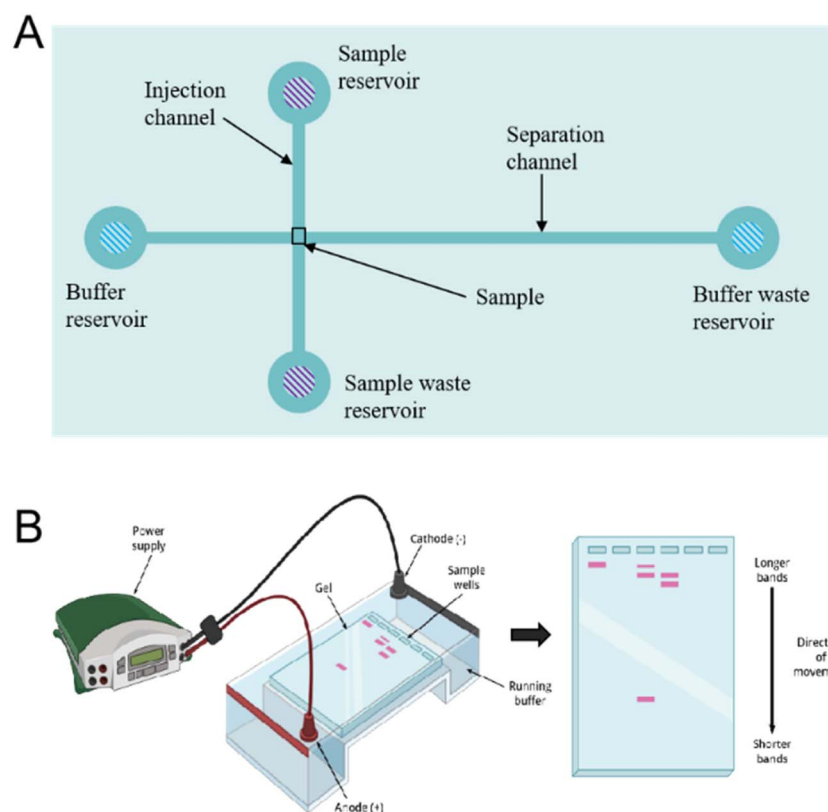 A
Sample
reservoir
Injection
channel
Separation
channel
Buffer
reservoir
Sample
Buffer waste
reservoir
Sample waste
reservoir
B
Power
supply
Cathode (-)
Sample
wells
Gel
Running
buffer
Anode (+)
Longer
bands
Direct
of
movem
Shorter
bands